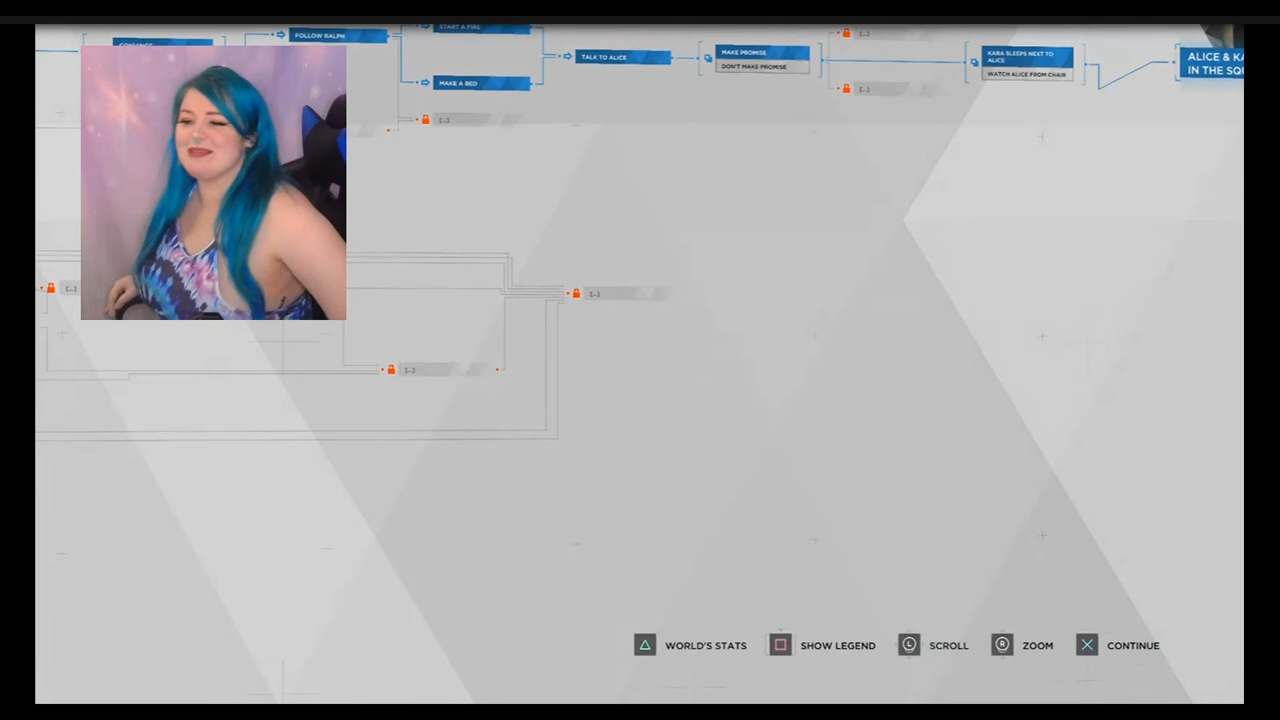 START A FIRE
FOLLOW RALPH
MAKE PROMISE
KARA SLEEPS NEXT TO
ALICE
ALICE & KA
TALK TO ALICE
DON'T MAKE PROMISE
IN THE SQU
WATCH ALICE FROM CHAIR
MAKE A BED
[...]
[...]
[...]
[...]
[...]
[...]
WORLD'S STATS
SHOW LEGEND
L
SCROLL
R
ZOOM
CONTINUE